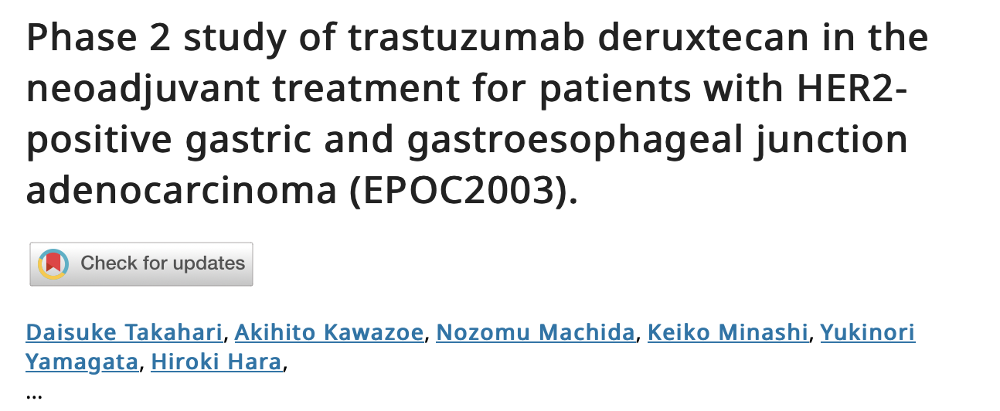 Phase 2 study of trastuzumab deruxtecan in the
neoadjuvant treatment for patients with HER2-
positive gastric and gastroesophageal junction
adenocarcinoma (EPOC2003).
Check for updates
Daisuke Takahari, Akihito Kawazoe, Nozomu Machida, Keiko Minashi, Yukinori
Yamagata, Hiroki Hara,
...